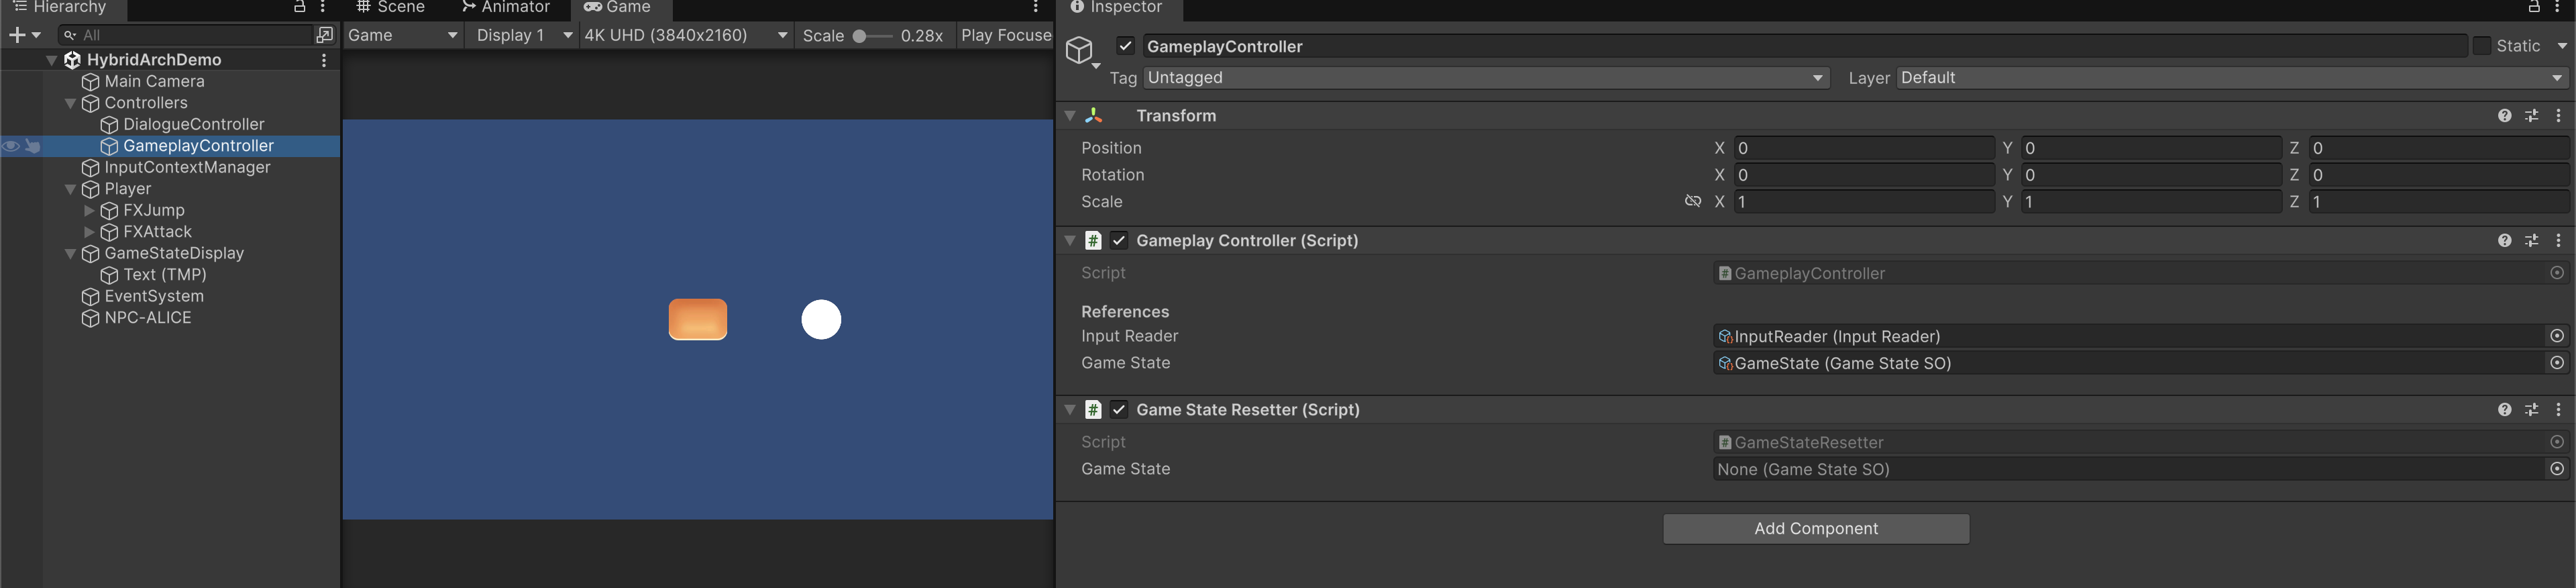 Hierarchy
All
HybridArchDemo
Main Camera
Controllers
DialogueController
GameplayController
InputContextManager
Player
FXJump
FXAttack
GameStateDisplay
Text (TMP)
EventSystem
NPC-ALICE
Scene Animator Game
Game Display 1 4K UHD (3840x2160) Scale 0.28x Play Focuse
Inspector
GameplayController Static
Tag Untagged Layer Default
Transform
Position X 0 Y 0 Z 0
Rotation X 0 Y 0 Z 0
Scale X 1 Y 1 Z 1
# Gameplay Controller (Script)
Script # GameplayController
References
Input Reader InputReader (Input Reader)
Game State GameState (Game State SO)
# Game State Resetter (Script)
Script # GameStateResetter
Game State None (Game State SO)
Add Component